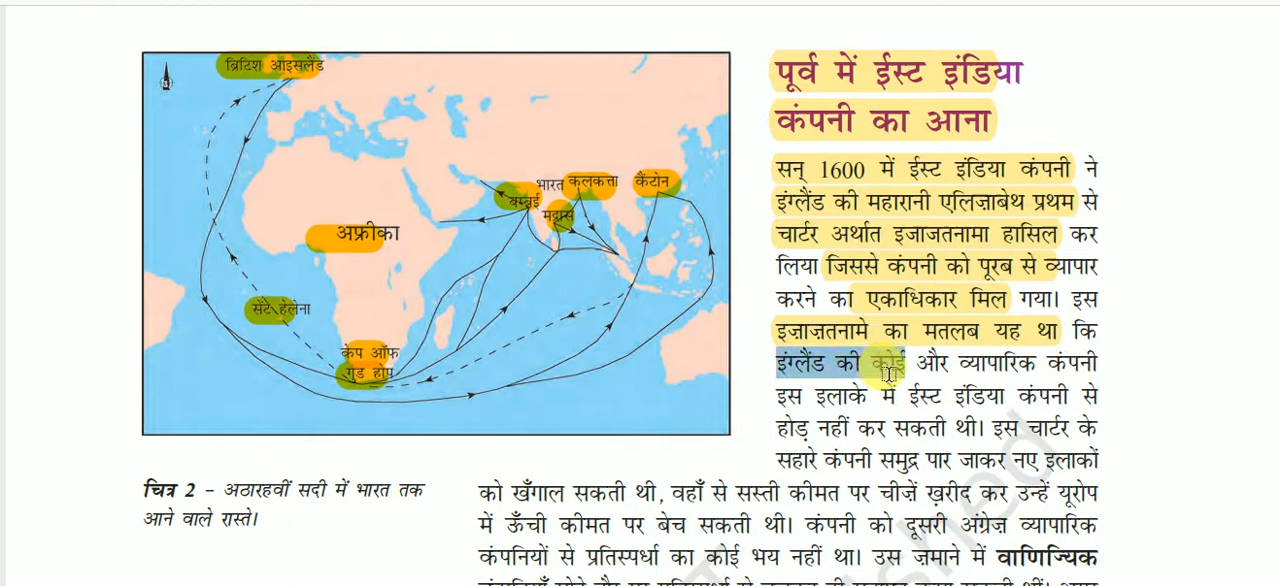 ब्रिटिश आइसलैंड
भारत
कलकत्ता
कैंटोन
बम्बई
मद्रास
अफ्रीका
सेंट हेलेना
केप ऑफ
गुड होप
चित्र 2 – अठारहवीं सदी में भारत तक
आने वाले रास्ते।
पूर्व में ईस्ट इंडिया
कंपनी का आना
सन् 1600 में ईस्ट इंडिया कंपनी ने
इंग्लैंड की महारानी एलिज़ाबेथ प्रथम से
चार्टर अर्थात इजाजतनामा हासिल कर
लिया जिससे कंपनी को पूरब से व्यापार
करने का एकाधिकार मिल गया। इस
इज़ाज़तनामे का मतलब यह था कि
इंग्लैंड की कोई और व्यापारिक कंपनी
इस इलाके में ईस्ट इंडिया कंपनी से
होड़ नहीं कर सकती थी। इस चार्टर के
सहारे कंपनी समुद्र पार जाकर नए इलाकों
को खँगाल सकती थी, वहाँ से सस्ती कीमत पर चीज़ें ख़रीद कर उन्हें यूरोप
में ऊँची कीमत पर बेच सकती थी। कंपनी को दूसरी अंग्रेज़ व्यापारिक
कंपनियों से प्रतिस्पर्धा का कोई भय नहीं था। उस ज़माने में वाणिज्यिक